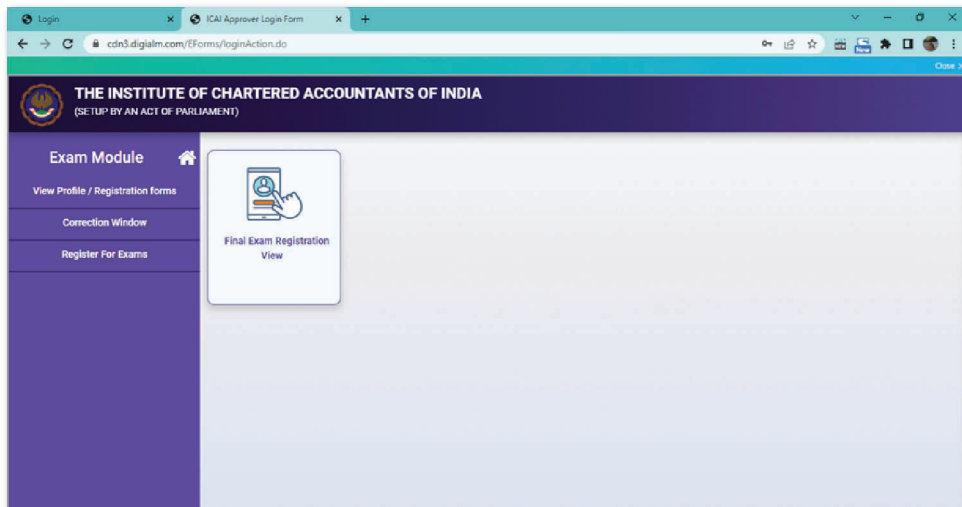 Login
ICAI Approver Login Form
cdn3.digialm.com/EForms/loginAction.do
New
Close X
THE INSTITUTE OF CHARTERED ACCOUNTANTS OF INDIA
(SETUP BY AN ACT OF PARLIAMENT)
Exam Module
View Profile / Registration forms
Correction Window
Register For Exams
Final Exam Registration
View